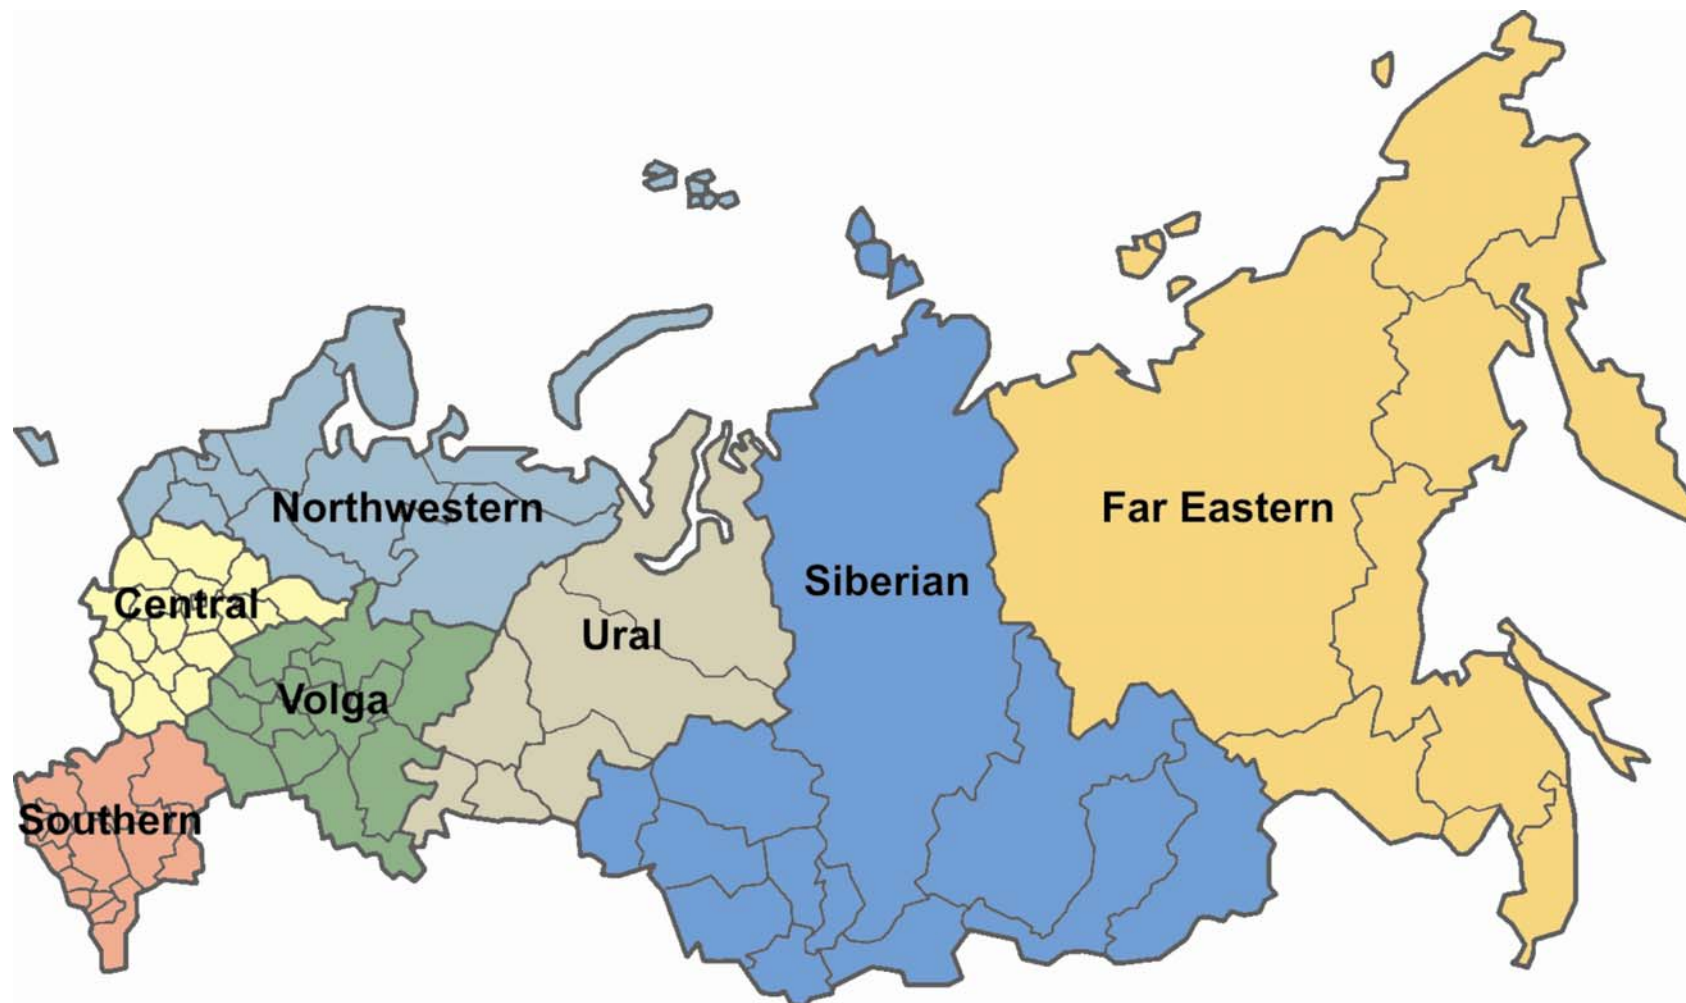 Northwestern
Far Eastern
Siberian
Central
Ural
Volga
Southern